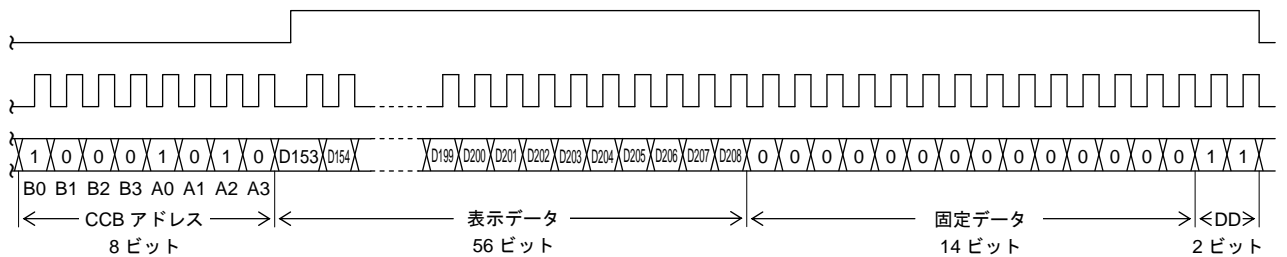 1 0 0 0 1 0 1 0 D153 D154 D199 D200 D201 D202 D203 D204 D205 D206 D207 D208 0 0 0 0 0 0 0 0 0 0 0 0 0 0 1 1
B0 B1 B2 B3 A0 A1 A2 A3
CCB アドレス 表示データ 固定データ DD
8 ビット 56 ビット 14 ビット 2 ビット